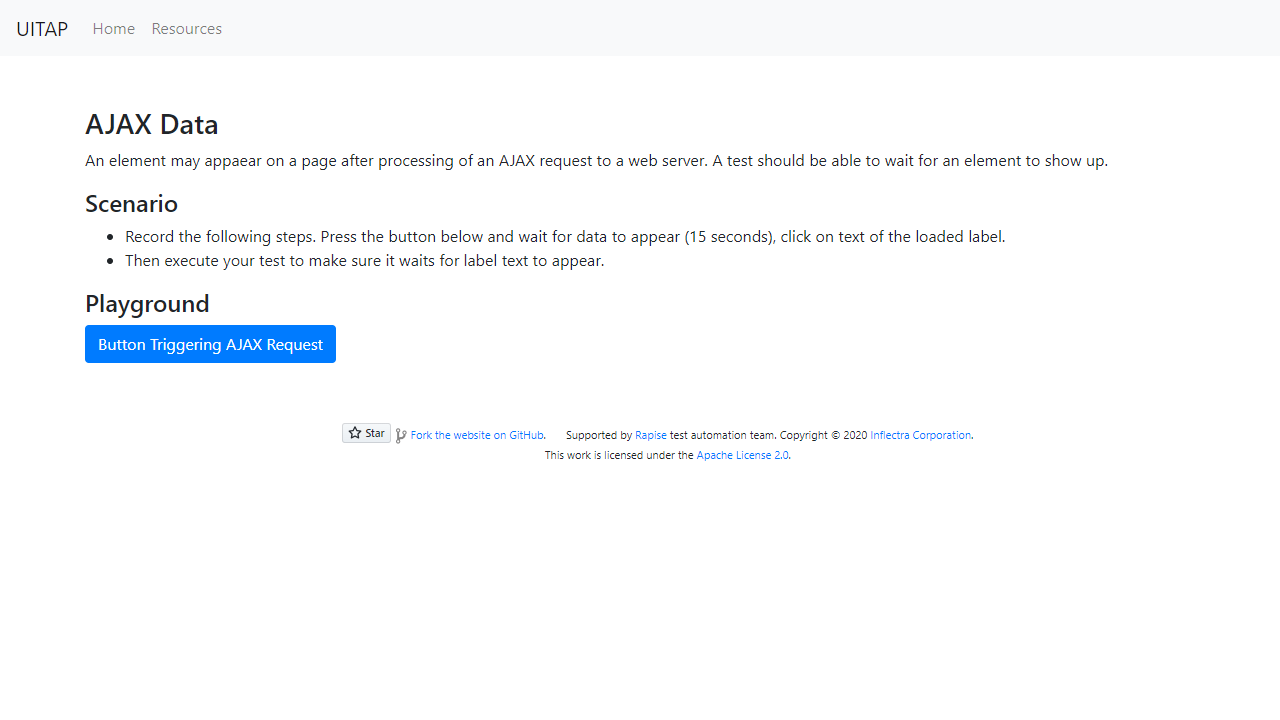 UITAP Home Resources
AJAX Data
An element may appaear on a page after processing of an AJAX request to a web server. A test should be able to wait for an element to show up.
Scenario
Record the following steps. Press the button below and wait for data to appear (15 seconds), click on text of the loaded label.
Then execute your test to make sure it waits for label text to appear.
Playground
Button Triggering AJAX Request
Star Fork the website on GitHub. Supported by Rapise test automation team. Copyright © 2020 Inflectra Corporation.
This work is licensed under the Apache License 2.0.